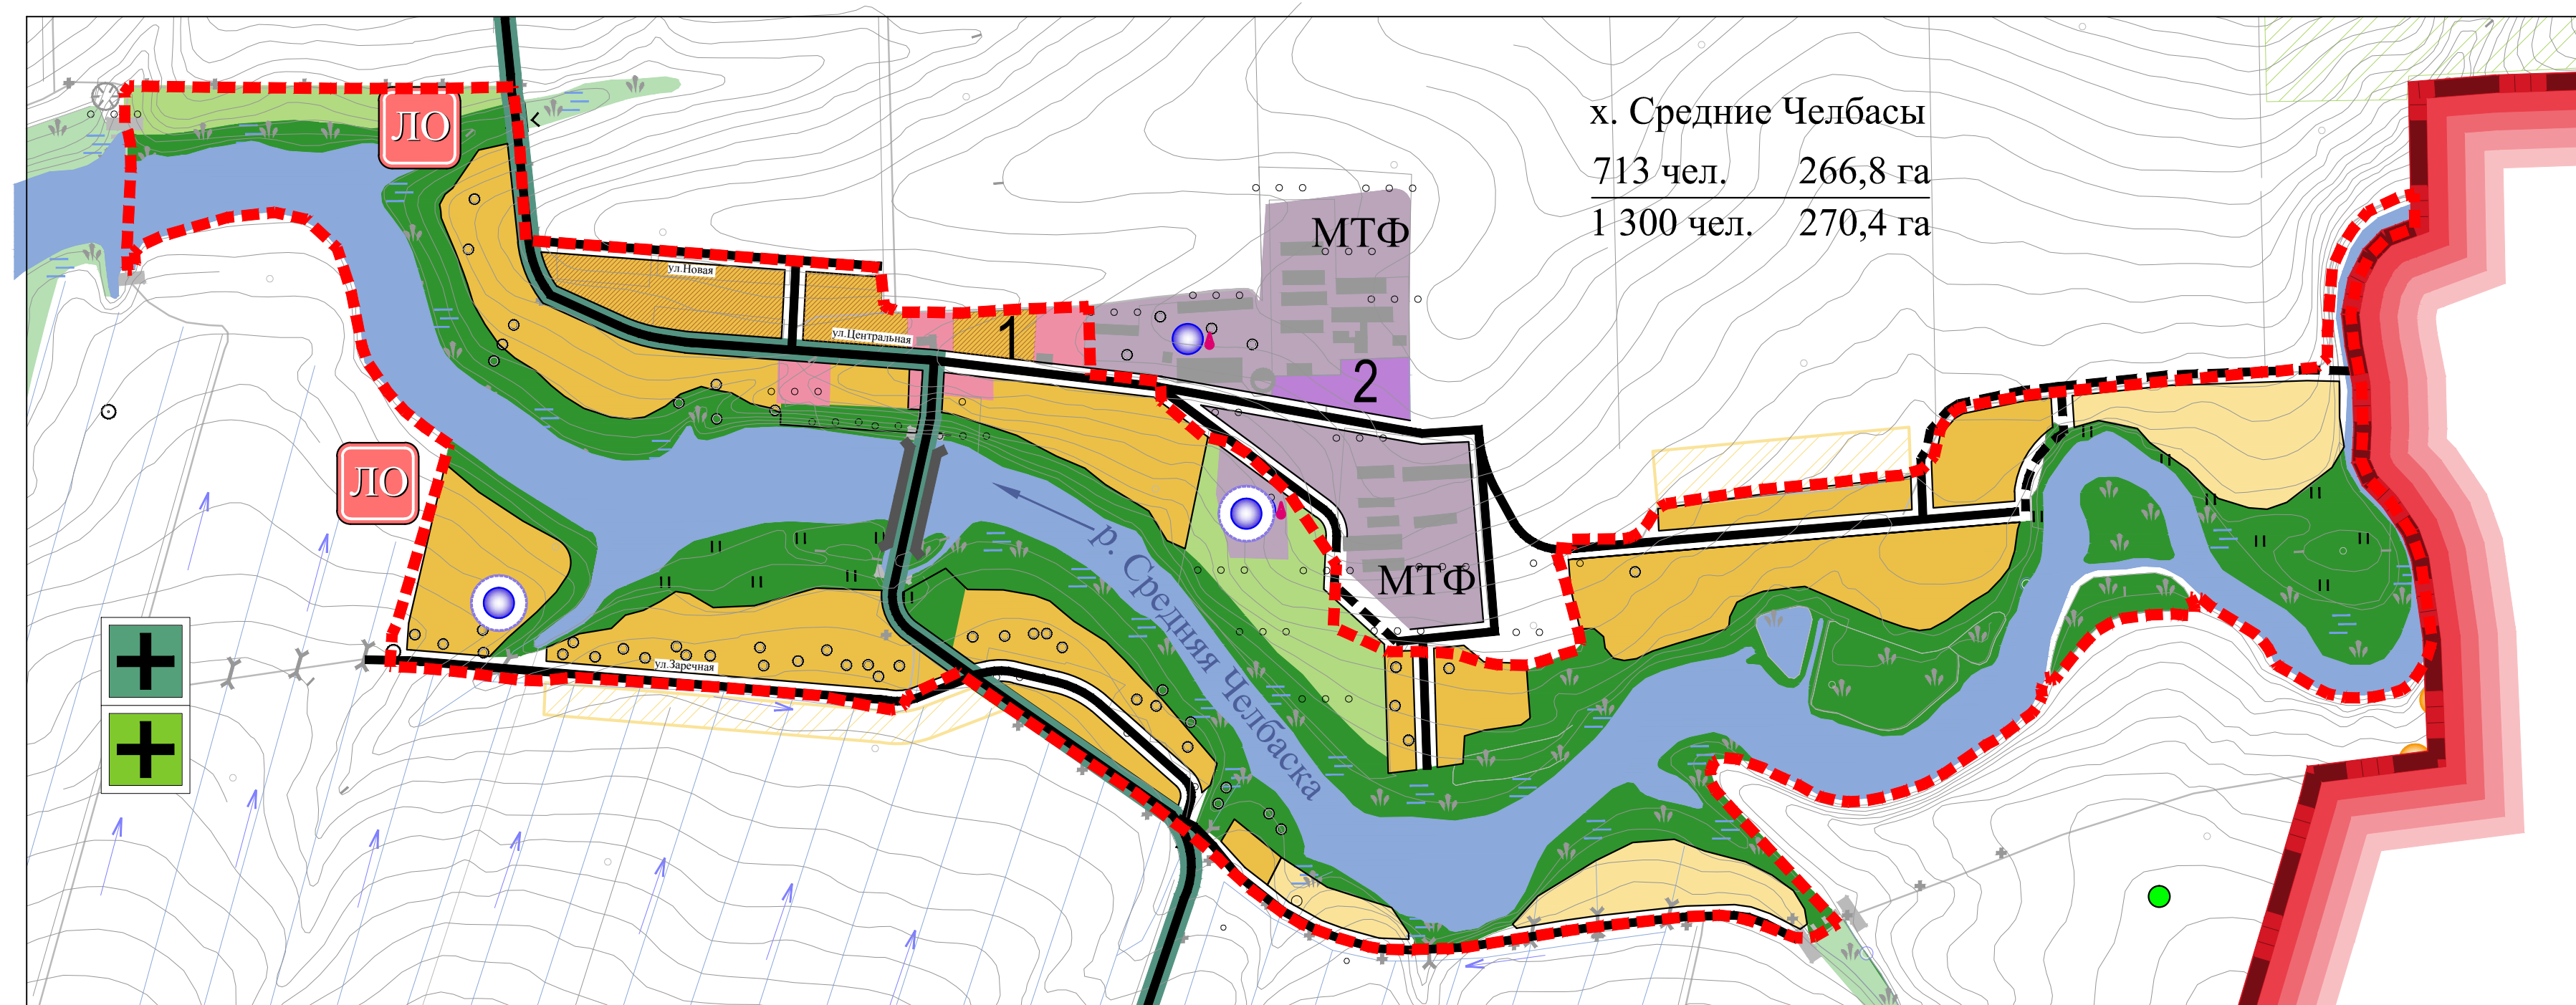 ЛО
х. Средние Челбасы
713 чел. 266,8 га
1 300 чел. 270,4 га
МТФ
ул.Новая
ул.Центральная
1
2
ЛО
р. Средняя Челбаска
МТФ
ул.Заречная